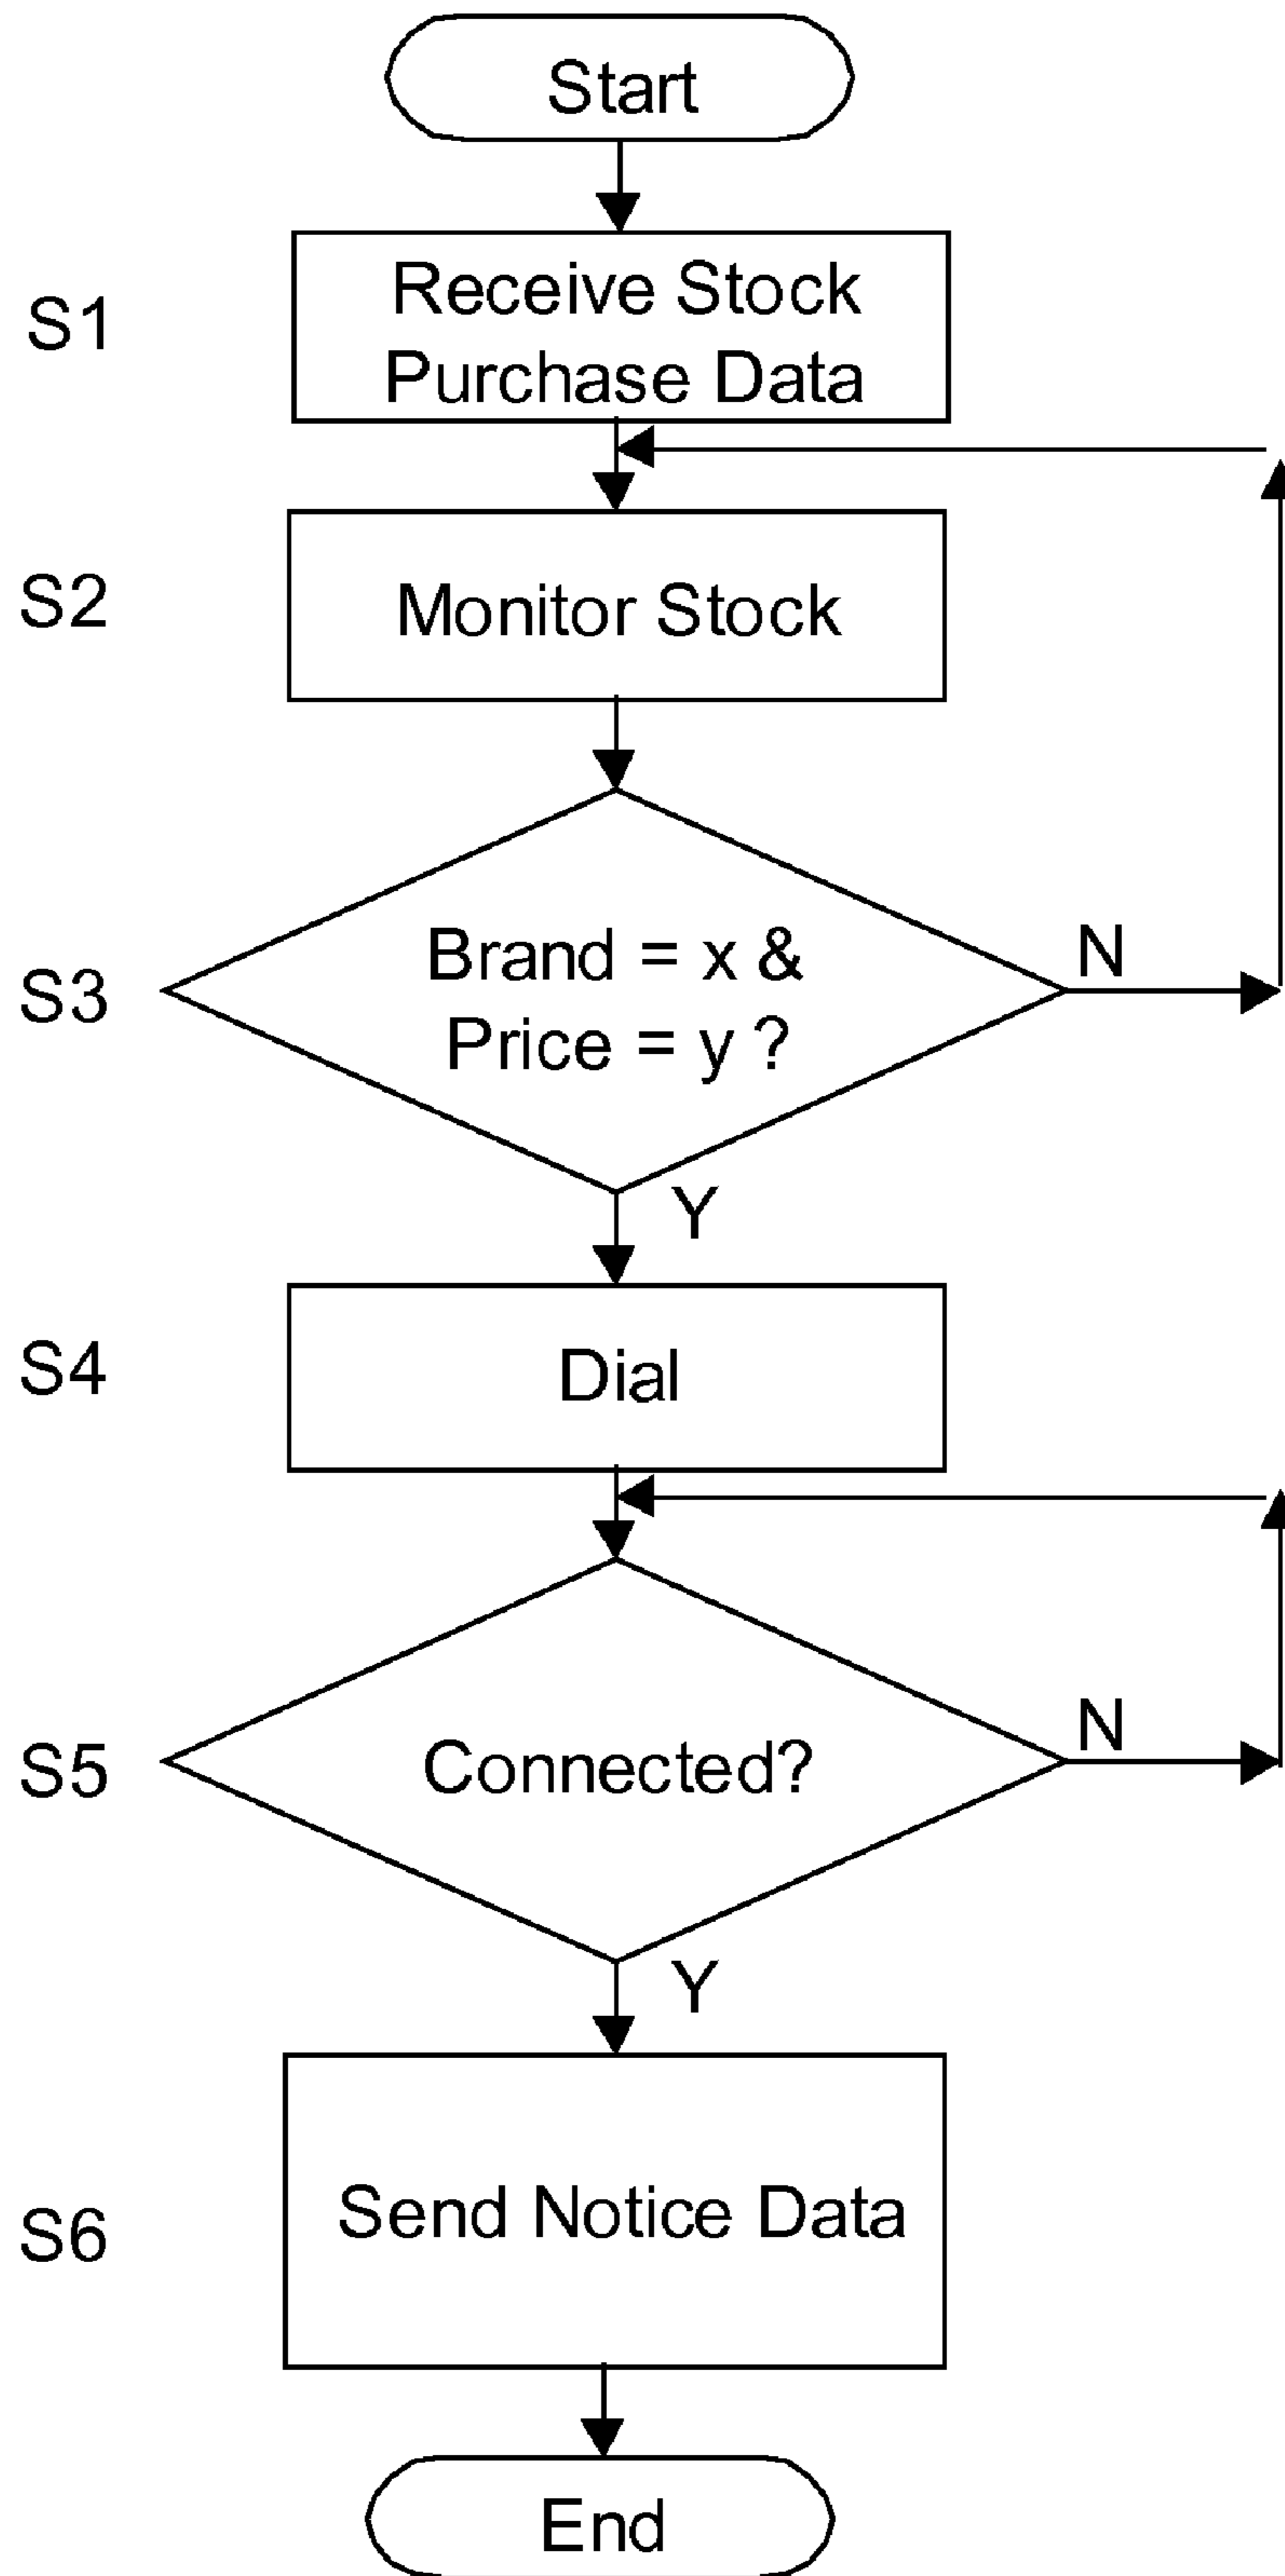 Start
S1
Receive Stock
Purchase Data
S2
Monitor Stock
S3
Brand = x &
Price = y ?
N
Y
S4
Dial
S5
Connected?
N
Y
S6
Send Notice Data
End